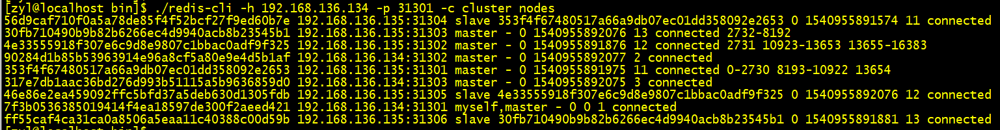 [zyl@localhost bin]$ ./redis-cli -h 192.168.136.134 -p 31301 -c cluster nodes
56d9caf710f0a5a78de85f4f52bcf27f9ed60b7e 192.168.136.135:31304 slave 353f4f67480517a66a9db07ec01dd358092e2653 0 1540955891574 11 connected
30fb710490b9b82b6266ec4d9940acb8b23545b1 192.168.136.135:31303 master - 0 1540955892076 13 connected 2732-8192
4e33555918f307e6c9d8e9807c1bbac0adf9f325 192.168.136.135:31302 master - 0 1540955891876 12 connected 2731 10923-13653 13655-16383
90284d1b85b53963914e96a8cf5a80e9e4d5b1af 192.168.136.134:31302 master - 0 1540955892077 2 connected
353f4f67480517a66a9db07ec01dd358092e2653 192.168.136.135:31301 master - 0 1540955891975 11 connected 0-2730 8193-10922 13654
317e7db1aac36bd276d993b51115a5b9636859d0 192.168.136.134:31303 master - 0 1540955892075 3 connected
46e86e2ea459092ffc5bfd37a5deb630d1305fdb 192.168.136.135:31305 slave 4e33555918f307e6c9d8e9807c1bbac0adf9f325 0 1540955892076 12 connected
7f3b0536385019414f4ea18597de300f2aeed421 192.168.136.134:31301 myself,master - 0 0 1 connected
ff55caf4ca31ca0a8506a5eaa11c40388c00d59b 192.168.136.135:31306 slave 30fb710490b9b82b6266ec4d9940acb8b23545b1 0 1540955891881 13 connected
[zyl@localhost bin]$